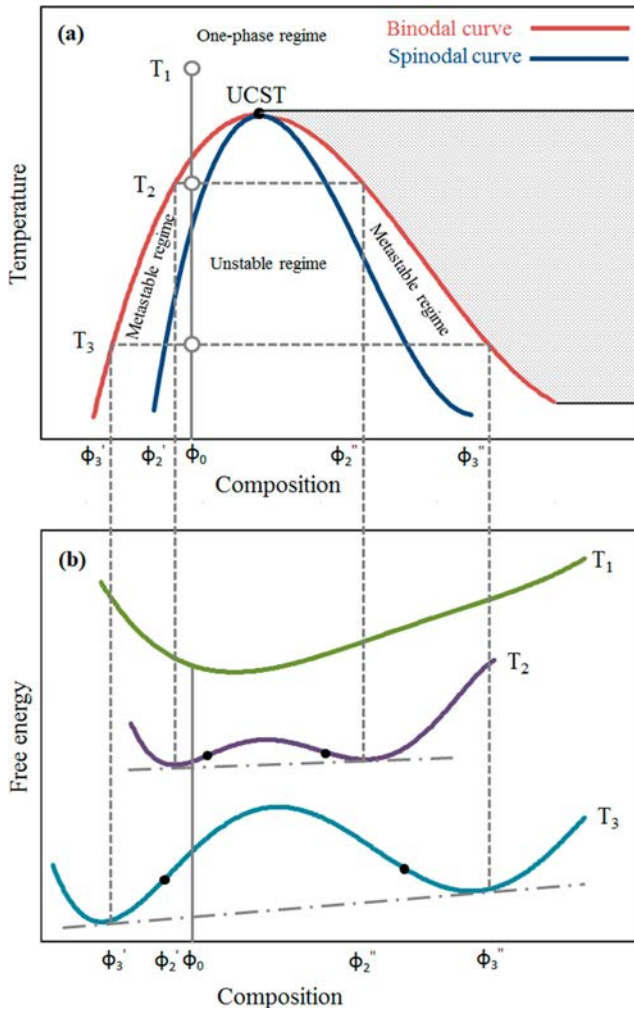 (a)
One-phase regime
Binodal curve
Spinodal curve
T₁
UCST
T₂
Metastable regime
Unstable regime
Metastable regime
T₃
Temperature
ϕ₃' ϕ₂' ϕ₀ ϕ₂'' ϕ₃''
Composition
(b)
T₁
T₂
T₃
Free energy
ϕ₃' ϕ₂' ϕ₀ ϕ₂'' ϕ₃''
Composition